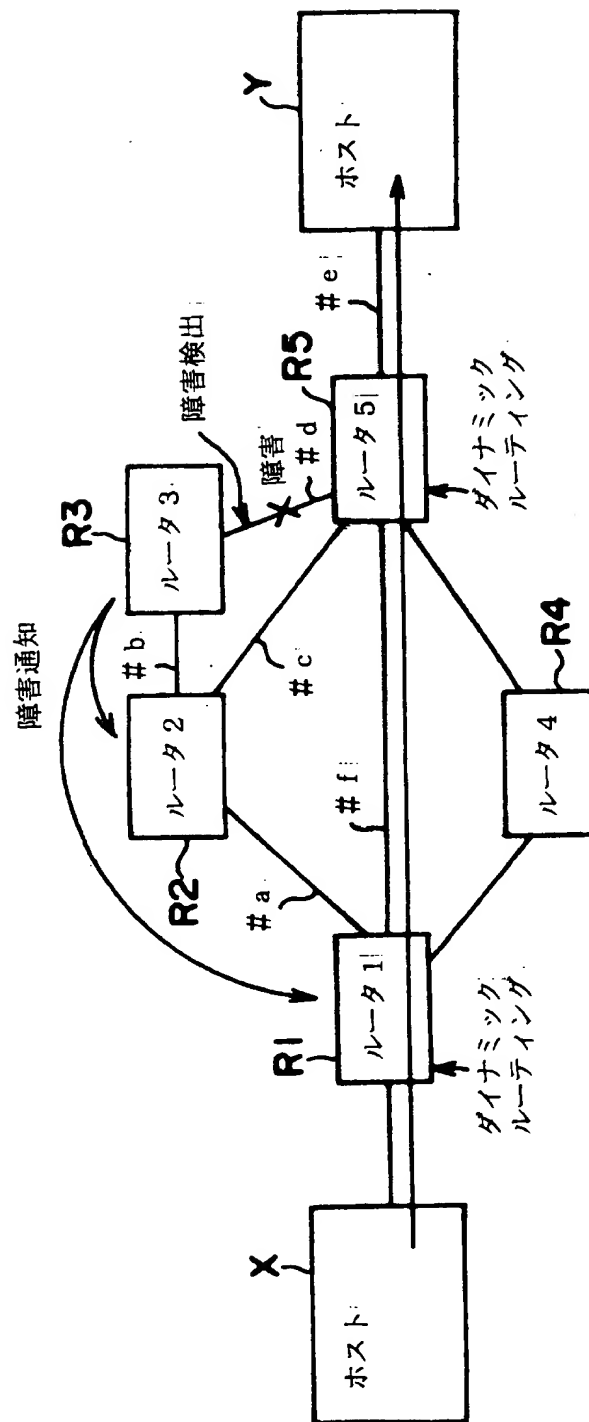 障害通知
R3
ルータ3
障害検出
障害
#d
#b
R2
ルータ2
#c
#a
#f
R1
ルータ1
ダイナミック
ルーティング
R5
ルータ5
ダイナミック
ルーティング
#e
R4
ルータ4
X
ホスト
Y
ホスト